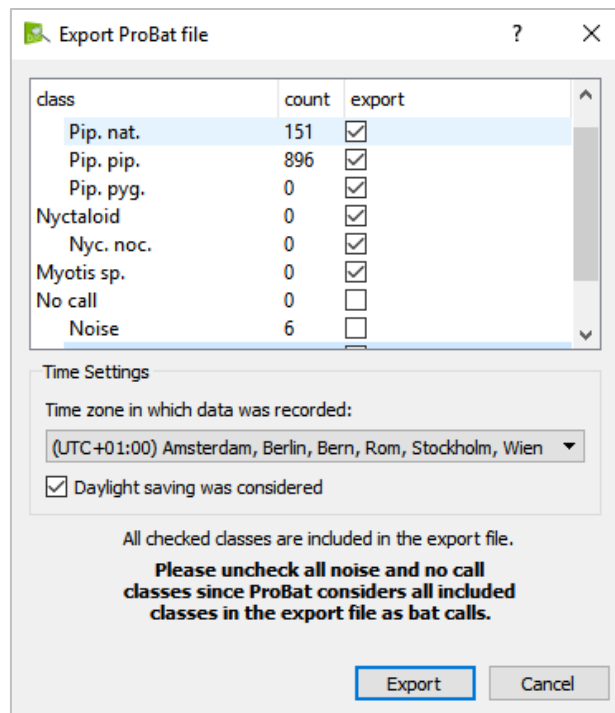 Export ProBat file ?
class count export
Pip. nat. 151
Pip. pip. 896
Pip. pyg. 0
Nyctaloid 0
Nyc. noc. 0
Myotis sp. 0
No call 0
Noise 6
Time Settings
Time zone in which data was recorded:
(UTC+01:00) Amsterdam, Berlin, Bern, Rom, Stockholm, Wien
Daylight saving was considered
All checked classes are included in the export file.
Please uncheck all noise and no call
classes since ProBat considers all included
classes in the export file as bat calls.
Export Cancel